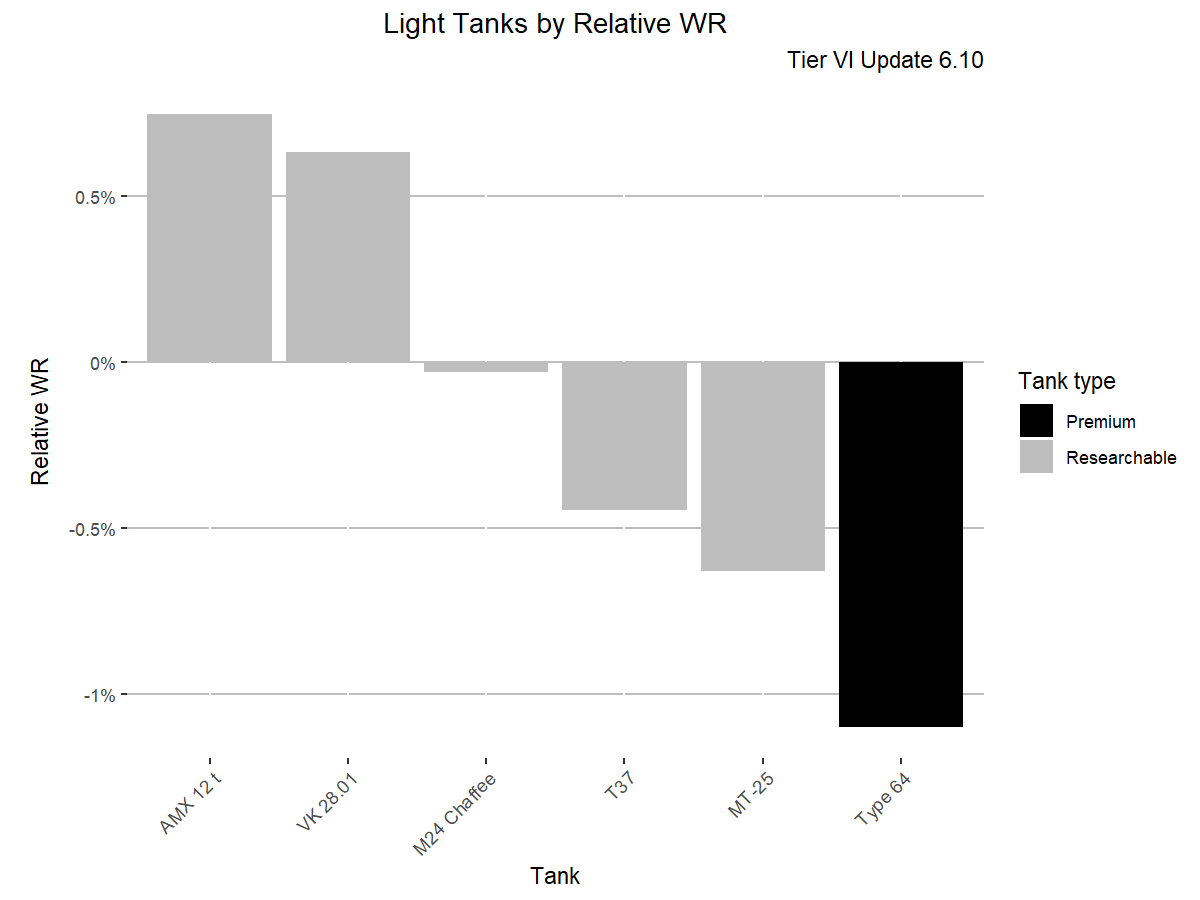 Light Tanks by Relative WR
Tier VI Update 6.10
Relative WR
0.5%
0%
-0.5%
-1%
AMX 12 t
VK 28.01
M24 Chaffee
T37
MT-25
Type 64
Tank
Tank type
Premium
Researchable